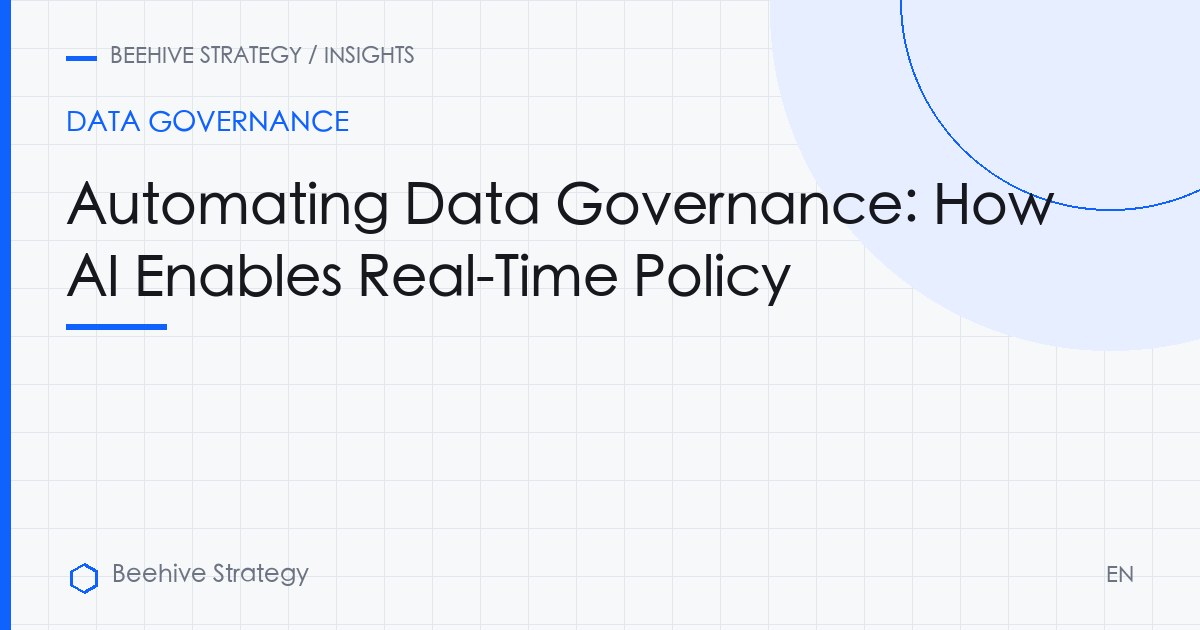 BEEHIVE STRATEGY / INSIGHTS
DATA GOVERNANCE
Automating Data Governance: How
AI Enables Real-Time Policy
Beehive Strategy
EN